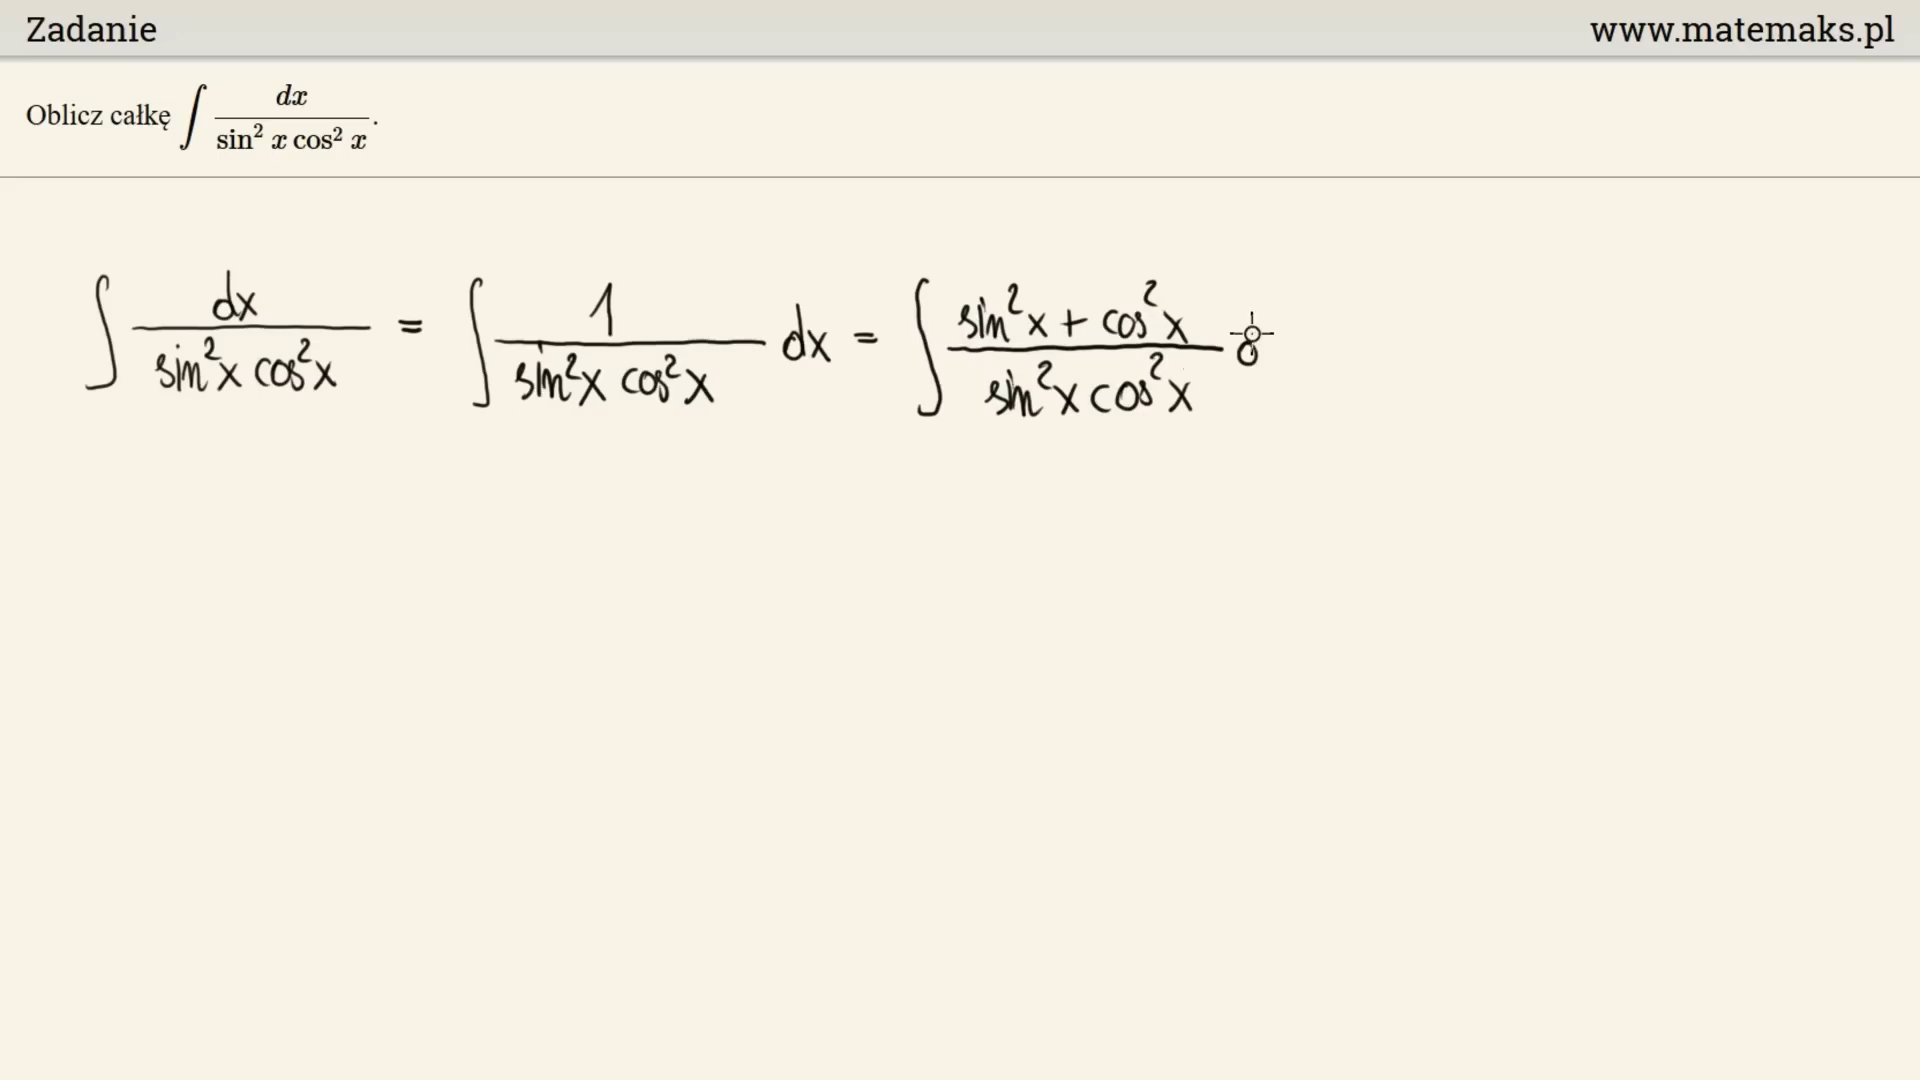 Zadanie www.matemaks.pl
Oblicz całkę ∫ dx / (sin² x cos² x).
∫ dx / (sin²x cos²x) = ∫ 1 / (sin²x cos²x) dx = ∫ (sin²x + cos²x) / (sin²x cos²x)